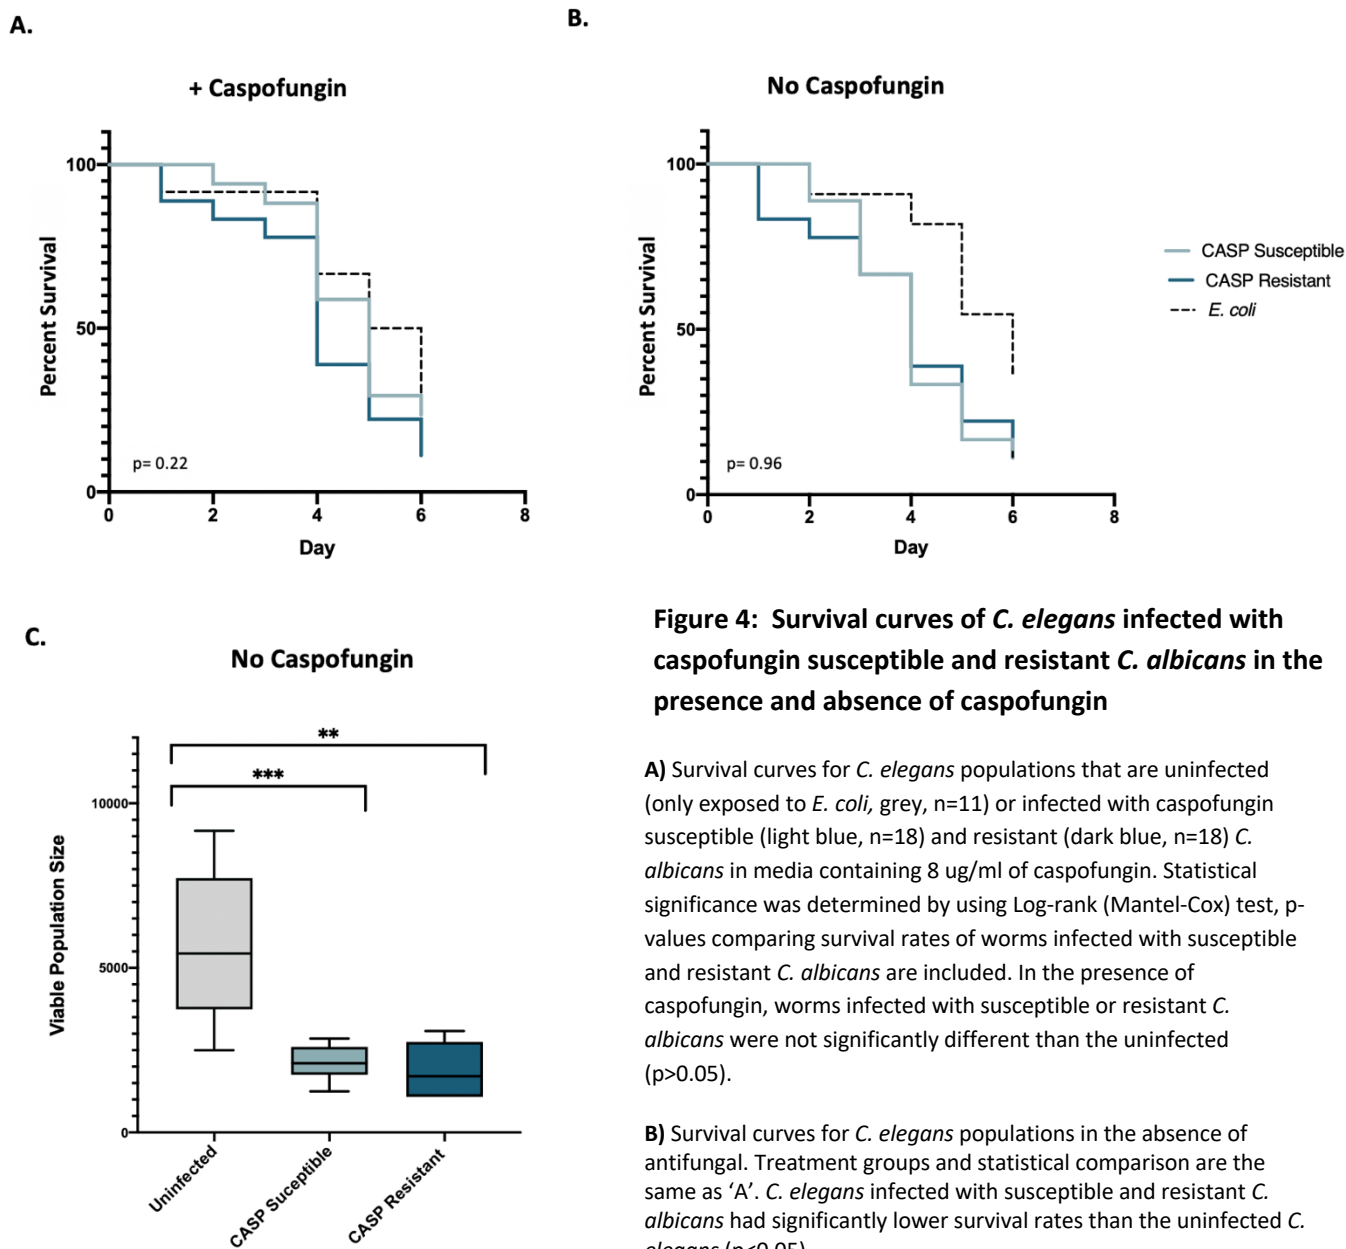 A.
+ Caspofungin
Percent Survival
100
50
0
p= 0.22
0 2 4 6 8
Day
B.
No Caspofungin
Percent Survival
100
50
0
p= 0.96
0 2 4 6 8
Day
CASP Susceptible
CASP Resistant
E. coli
C.
No Caspofungin
Viable Population Size
10000
5000
0
**
***
Uninfected
CASP Suceptible
CASP Resistant
Figure 4: Survival curves of C. elegans infected with
caspofungin susceptible and resistant C. albicans in the
presence and absence of caspofungin
A) Survival curves for C. elegans populations that are uninfected
(only exposed to E. coli, grey, n=11) or infected with caspofungin
susceptible (light blue, n=18) and resistant (dark blue, n=18) C.
albicans in media containing 8 ug/ml of caspofungin. Statistical
significance was determined by using Log-rank (Mantel-Cox) test, p-
values comparing survival rates of worms infected with susceptible
and resistant C. albicans are included. In the presence of
caspofungin, worms infected with susceptible or resistant C.
albicans were not significantly different than the uninfected
(p>0.05).
B) Survival curves for C. elegans populations in the absence of
antifungal. Treatment groups and statistical comparison are the
same as ‘A’. C. elegans infected with susceptible and resistant C.
albicans had significantly lower survival rates than the uninfected C.
elegans (p<0.05)